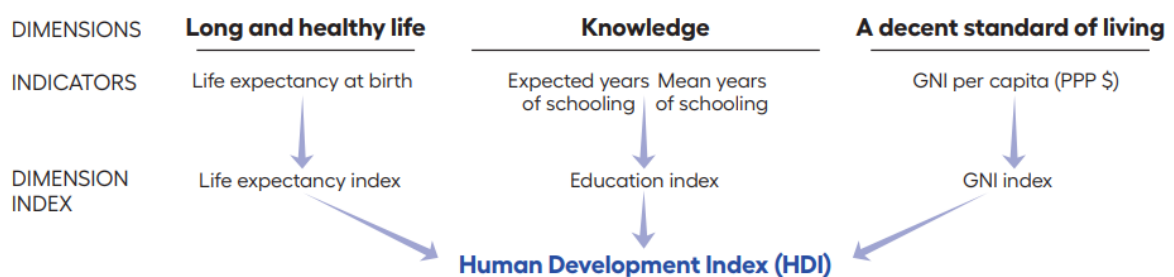 DIMENSIONS Long and healthy life Knowledge A decent standard of living
INDICATORS Life expectancy at birth Expected years Mean years GNI per capita (PPP $)
of schooling of schooling
DIMENSION Life expectancy index Education index GNI index
INDEX
Human Development Index (HDI)